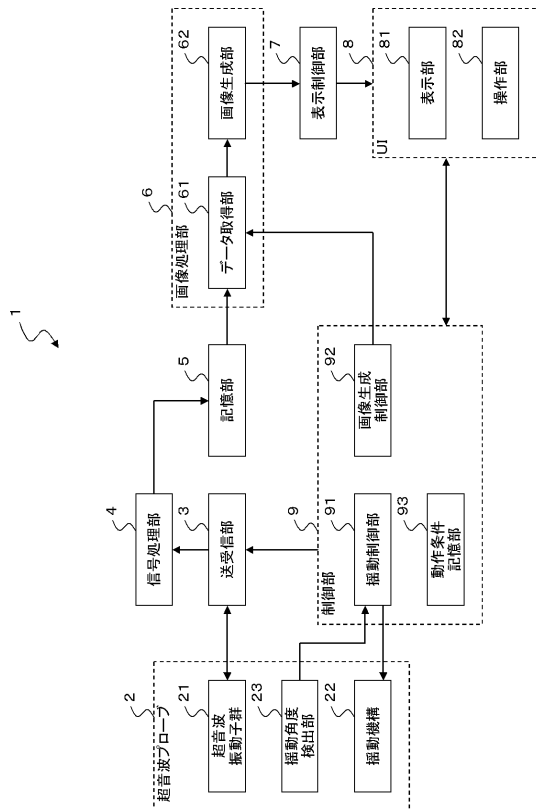 1
2
超音波プローブ
21
超音波
振動子群
23
揺動角度
検出部
22
揺動機構
4
信号処理部
3
送受信部
9
制御部
91
揺動制御部
93
動作条件
記憶部
5
記憶部
92
画像生成
制御部
6
画像処理部
61
データ取得部
62
画像生成部
7
表示制御部
8
UI
81
表示部
82
操作部